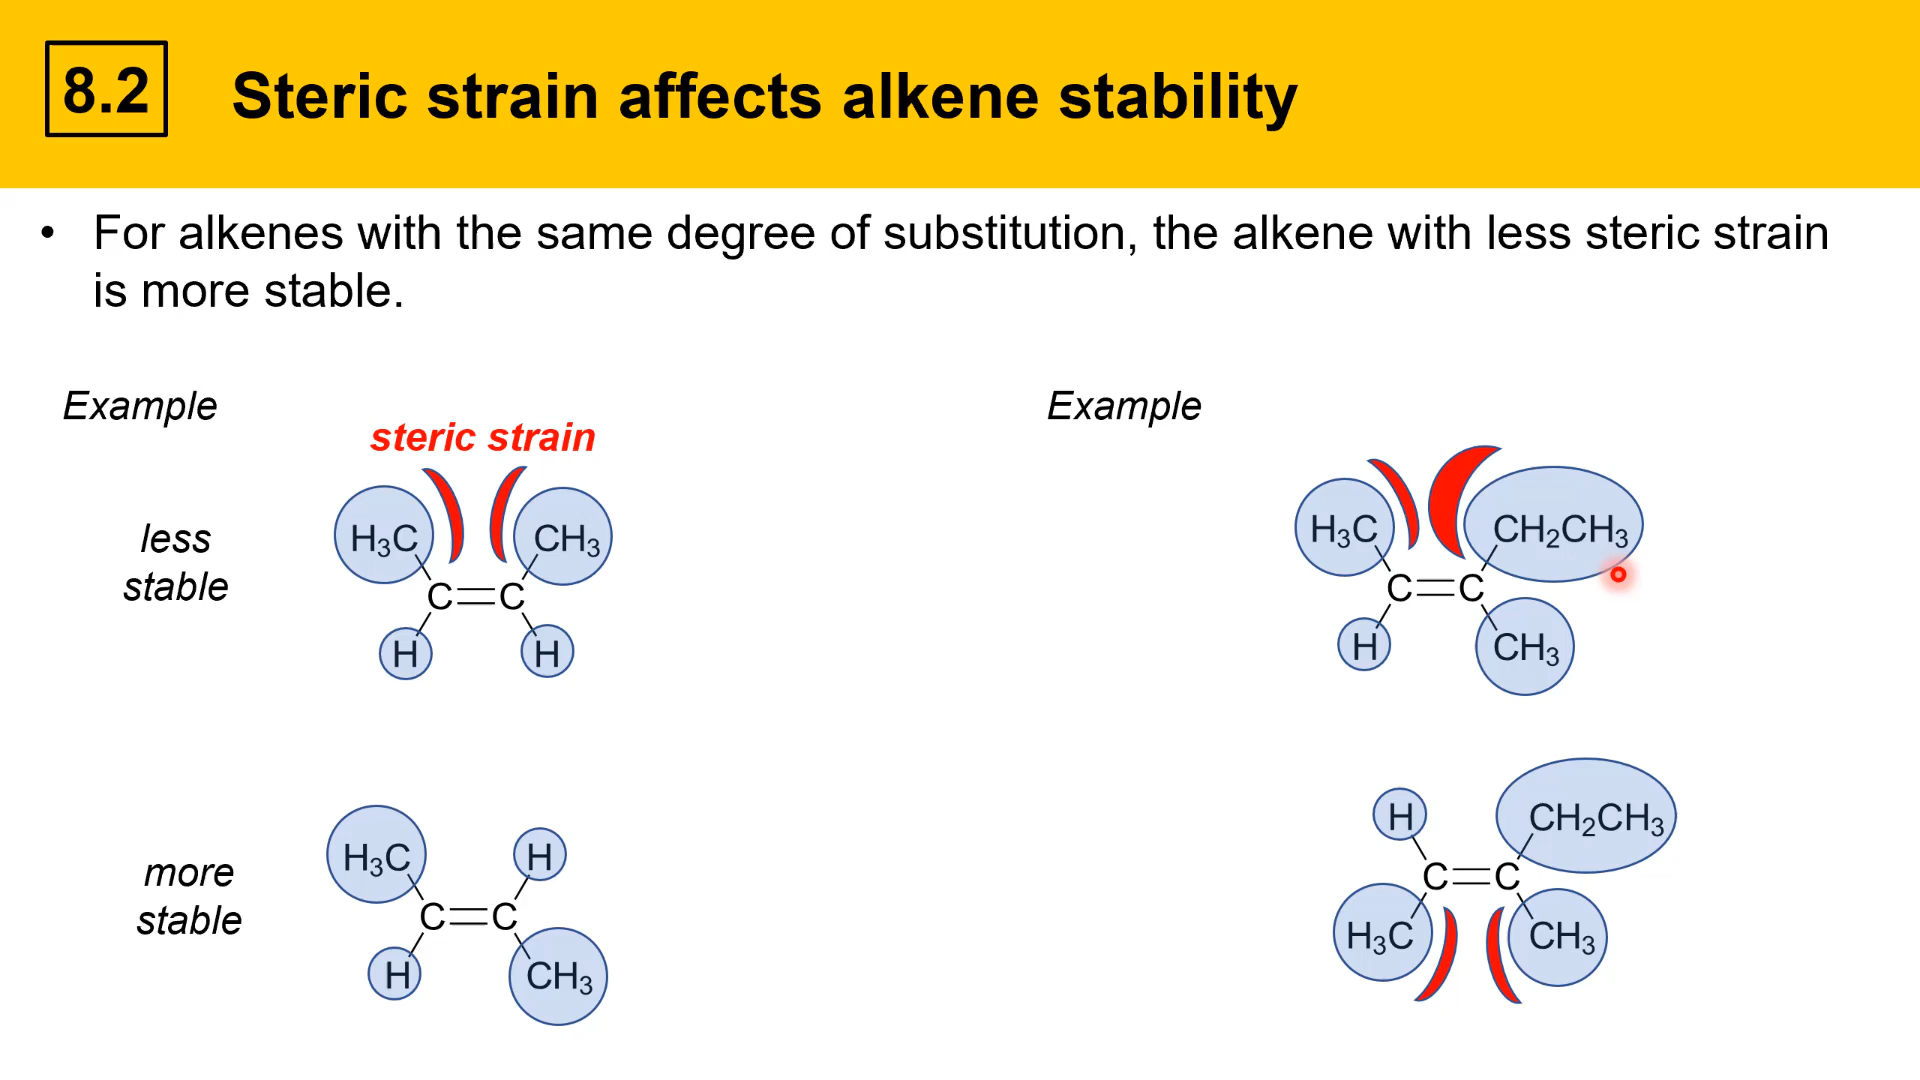 8.2
Steric strain affects alkene stability
• For alkenes with the same degree of substitution, the alkene with less steric strain
is more stable.
Example
steric strain
less
stable
H₃C CH₃
C=C
H H
more
stable
H₃C H
C=C
H CH₃
Example
H₃C CH₂CH₃
C=C
H CH₃
H CH₂CH₃
C=C
H₃C CH₃